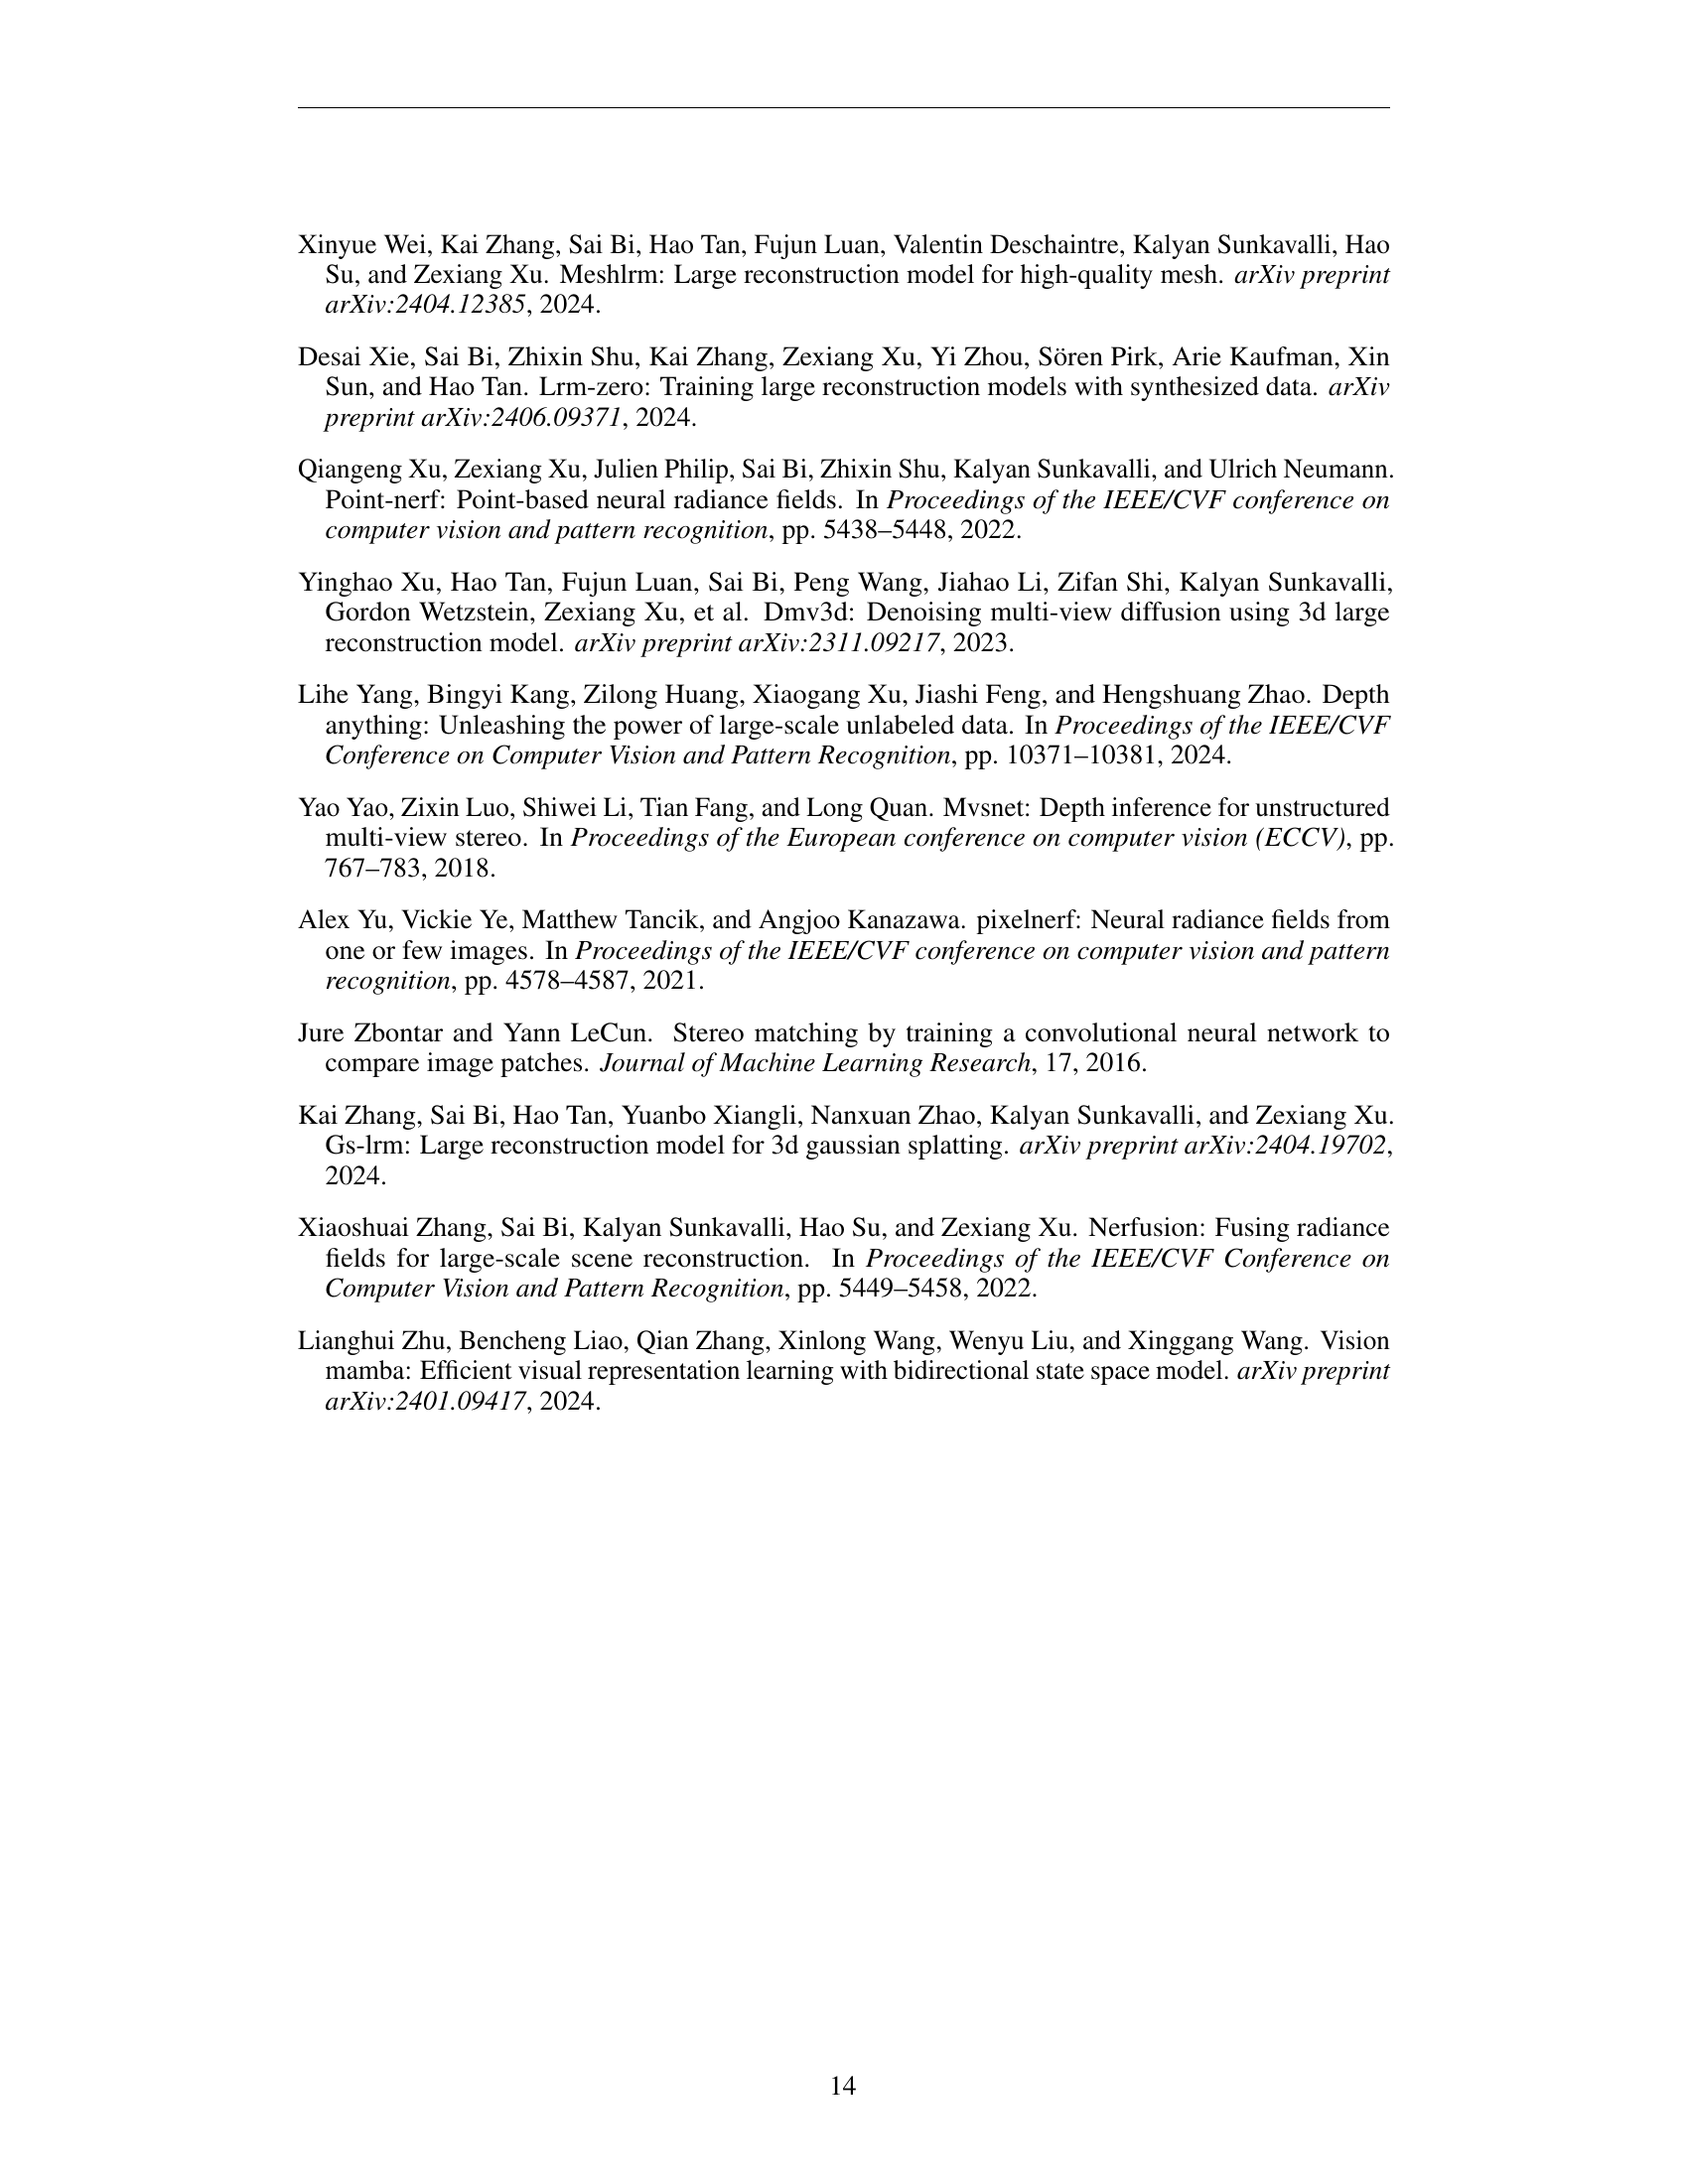 Xinyue Wei, Kai Zhang, Sai Bi, Hao Tan, Fujun Luan, Valentin Deschaintre, Kalyan Sunkavalli, Hao
Su, and Zexiang Xu. Meshlrm: Large reconstruction model for high-quality mesh. arXiv preprint
arXiv:2404.12385, 2024.
Desai Xie, Sai Bi, Zhixin Shu, Kai Zhang, Zexiang Xu, Yi Zhou, Sören Pirk, Arie Kaufman, Xin
Sun, and Hao Tan. Lrm-zero: Training large reconstruction models with synthesized data. arXiv
preprint arXiv:2406.09371, 2024.
Qiangeng Xu, Zexiang Xu, Julien Philip, Sai Bi, Zhixin Shu, Kalyan Sunkavalli, and Ulrich Neumann.
Point-nerf: Point-based neural radiance fields. In Proceedings of the IEEE/CVF conference on
computer vision and pattern recognition, pp. 5438–5448, 2022.
Yinghao Xu, Hao Tan, Fujun Luan, Sai Bi, Peng Wang, Jiahao Li, Zifan Shi, Kalyan Sunkavalli,
Gordon Wetzstein, Zexiang Xu, et al. Dmv3d: Denoising multi-view diffusion using 3d large
reconstruction model. arXiv preprint arXiv:2311.09217, 2023.
Lihe Yang, Bingyi Kang, Zilong Huang, Xiaogang Xu, Jiashi Feng, and Hengshuang Zhao. Depth
anything: Unleashing the power of large-scale unlabeled data. In Proceedings of the IEEE/CVF
Conference on Computer Vision and Pattern Recognition, pp. 10371–10381, 2024.
Yao Yao, Zixin Luo, Shiwei Li, Tian Fang, and Long Quan. Mvsnet: Depth inference for unstructured
multi-view stereo. In Proceedings of the European conference on computer vision (ECCV), pp.
767–783, 2018.
Alex Yu, Vickie Ye, Matthew Tancik, and Angjoo Kanazawa. pixelnerf: Neural radiance fields from
one or few images. In Proceedings of the IEEE/CVF conference on computer vision and pattern
recognition, pp. 4578–4587, 2021.
Jure Zbontar and Yann LeCun. Stereo matching by training a convolutional neural network to
compare image patches. Journal of Machine Learning Research, 17, 2016.
Kai Zhang, Sai Bi, Hao Tan, Yuanbo Xiangli, Nanxuan Zhao, Kalyan Sunkavalli, and Zexiang Xu.
Gs-lrm: Large reconstruction model for 3d gaussian splatting. arXiv preprint arXiv:2404.19702,
2024.
Xiaoshuai Zhang, Sai Bi, Kalyan Sunkavalli, Hao Su, and Zexiang Xu. Nerfusion: Fusing radiance
fields for large-scale scene reconstruction. In Proceedings of the IEEE/CVF Conference on
Computer Vision and Pattern Recognition, pp. 5449–5458, 2022.
Lianghui Zhu, Bencheng Liao, Qian Zhang, Xinlong Wang, Wenyu Liu, and Xinggang Wang. Vision
mamba: Efficient visual representation learning with bidirectional state space model. arXiv preprint
arXiv:2401.09417, 2024.
14